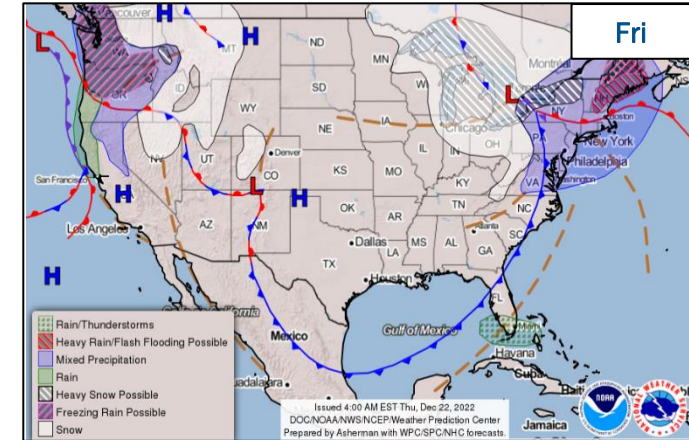 Fri
Vancouver
H
H
MT
ND
MN
Montréal
L
OR
ID
SD
WY
L
NY
Boston
NE
IA
Chicago
New York
PA
Philadelphia
NV
UT
Denver
CO
IL
IN
OH
Washington
San Francisco
KS
MO
KY
VA
H
L
H
CA
Los Angeles
AZ
NM
OK
AR
TN
NC
Atlanta
SC
Dallas
MS
AL
GA
TX
LA
Houston
H
FL
Miami
Gulf of Mexico
Mexico
Havana
Jamaica
Rain/Thunderstorms
Heavy Rain/Flash Flooding Possible
Mixed Precipitation
Rain
Heavy Snow Possible
Freezing Rain Possible
Snow
Issued 4:00 AM EST Thu, Dec 22, 2022
DOC/NOAA/NWS/NCEP/Weather Prediction Center
Prepared by Asherman with WPC/SPC/NHC forecasts.
NOAA